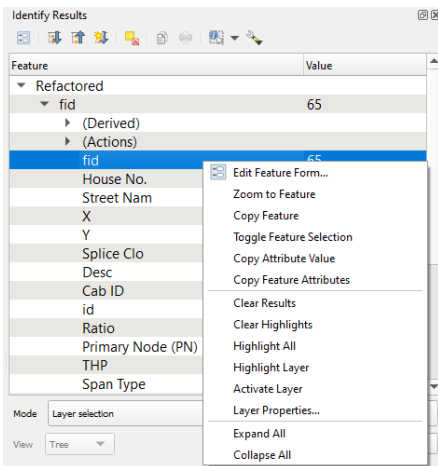 Identify Results
Feature Value
Refactored
fid 65
(Derived)
(Actions)
fid 65
House No.
Street Nam
X
Y
Splice Clo
Desc
Cab ID
id
Ratio
Primary Node (PN)
THP
Span Type
Edit Feature Form...
Zoom to Feature
Copy Feature
Toggle Feature Selection
Copy Attribute Value
Copy Feature Attributes
Clear Results
Clear Highlights
Highlight All
Highlight Layer
Activate Layer
Layer Properties...
Expand All
Collapse All
Mode Layer selection
View Tree